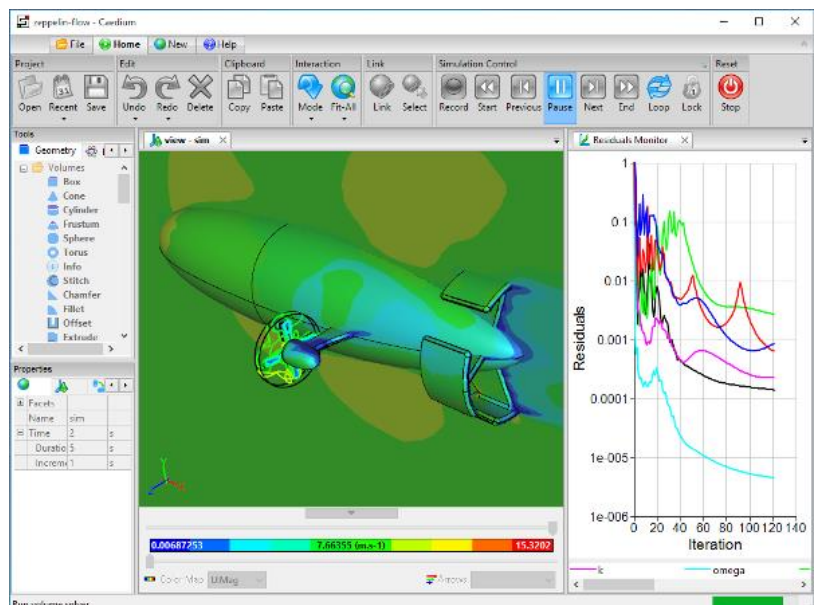 zeppelin-flow - Caedium
File Home New Help
Project Edit Clipboard Interaction Link Simulation Control Reset
Open Recent Save Undo Redo Delete Copy Paste Mode Fit-All Link Select Record Start Previous Pause Next End Loop Lock Stop
Tools
Geometry
Volumes
Box
Cone
Cylinder
Frustum
Sphere
Torus
Info
Stitch
Chamfer
Fillet
Offset
Extrude
Properties
Facets
Name sim
Time 2 s
Duratio 5 s
Increm 1 s
view - sim
0.00687253 7.66355 (m.s-1) 15.3202
Color Map U:Mag Arrows
Residuals Monitor
Residuals
1
0.1
0.01
0.001
0.0001
1e-005
1e-006
0 20 40 60 80 100 120 140
Iteration
k omega
Run volume solver